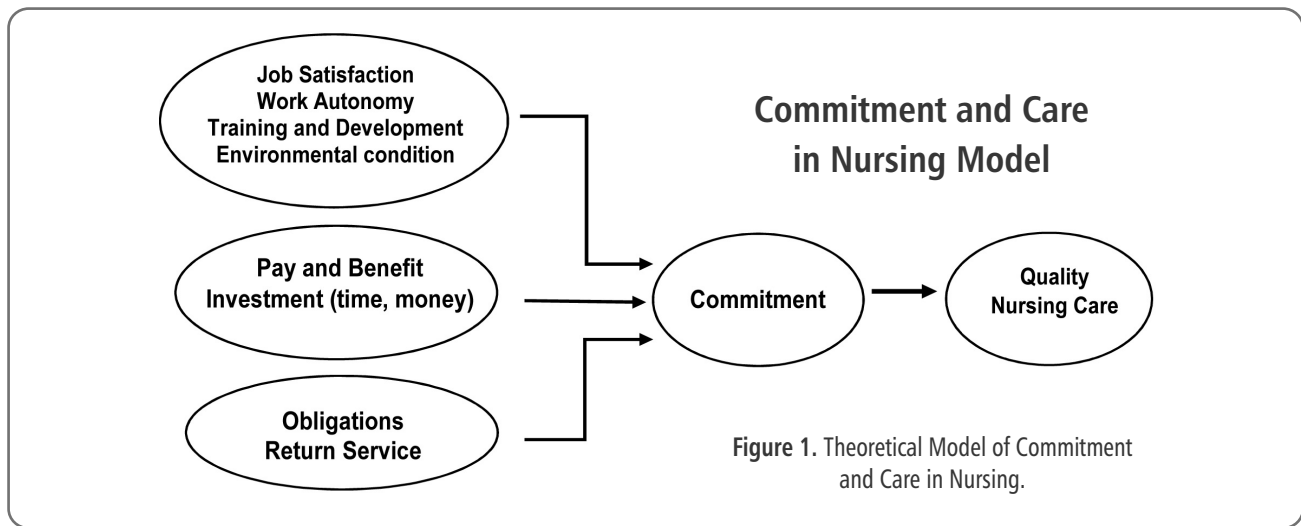 Job Satisfaction
Work Autonomy
Training and Development
Environmental condition
Commitment and Care
in Nursing Model
Pay and Benefit
Investment (time, money)
Commitment
Quality
Nursing Care
Obligations
Return Service
Figure 1. Theoretical Model of Commitment
and Care in Nursing.